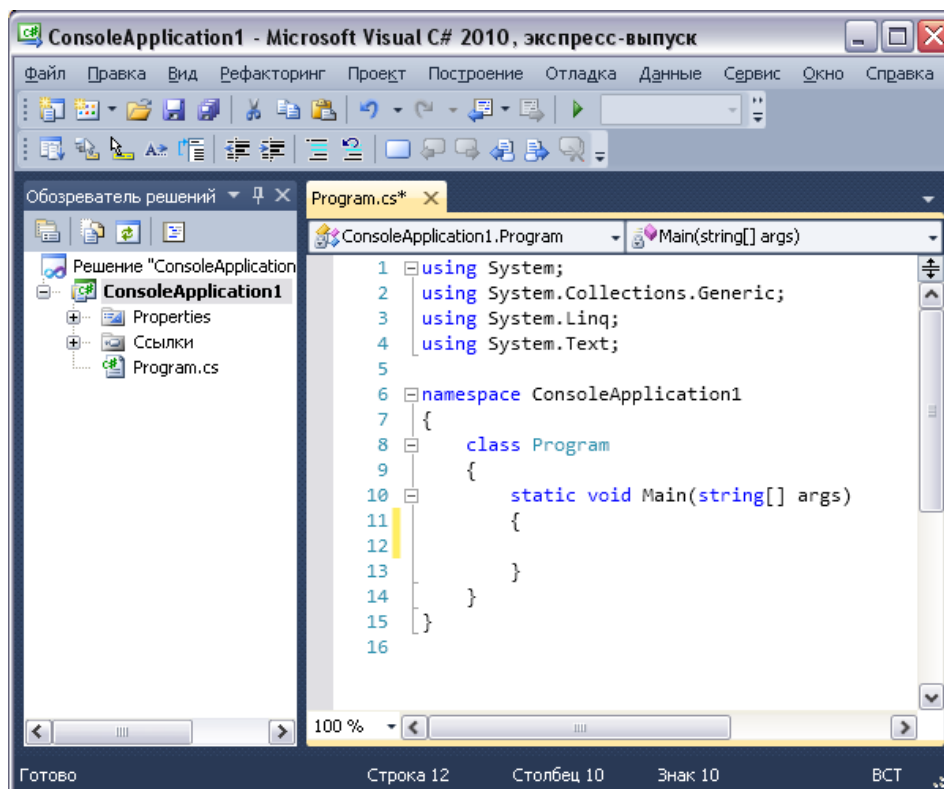 ConsoleApplication1 - Microsoft Visual C# 2010, экспресс-выпуск
Файл Правка Вид Рефакторинг Проект Построение Отладка Данные Сервис Окно Справка
Обозреватель решений
Решение "ConsoleApplication
ConsoleApplication1
Properties
Ссылки
Program.cs
Program.cs*
ConsoleApplication1.Program Main(string[] args)
1 using System;
2 using System.Collections.Generic;
3 using System.Linq;
4 using System.Text;
5
6 namespace ConsoleApplication1
7 {
8 class Program
9 {
10 static void Main(string[] args)
11 {
12
13 }
14 }
15 }
16
100 %
Готово Строка 12 Столбец 10 Знак 10 ВСТ